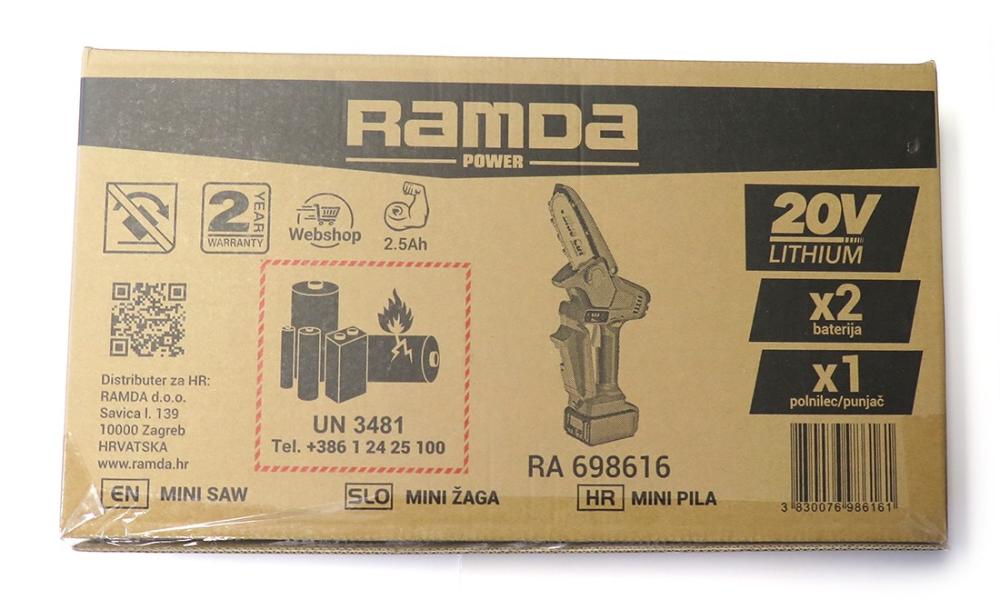 RAMDA
POWER
2 YEAR
WARRANTY
Webshop
2.5Ah
20V
LITHIUM
x2
baterija
x1
polnilec/punjač
UN 3481
Tel. +386 1 24 25 100
Distributer za HR:
RAMDA d.o.o.
Savica I. 139
10000 Zagreb
HRVATSKA
www.ramda.hr
RA 698616
EN MINI SAW
SLO MINI ŽAGA
HR MINI PILA
3 830076 986161